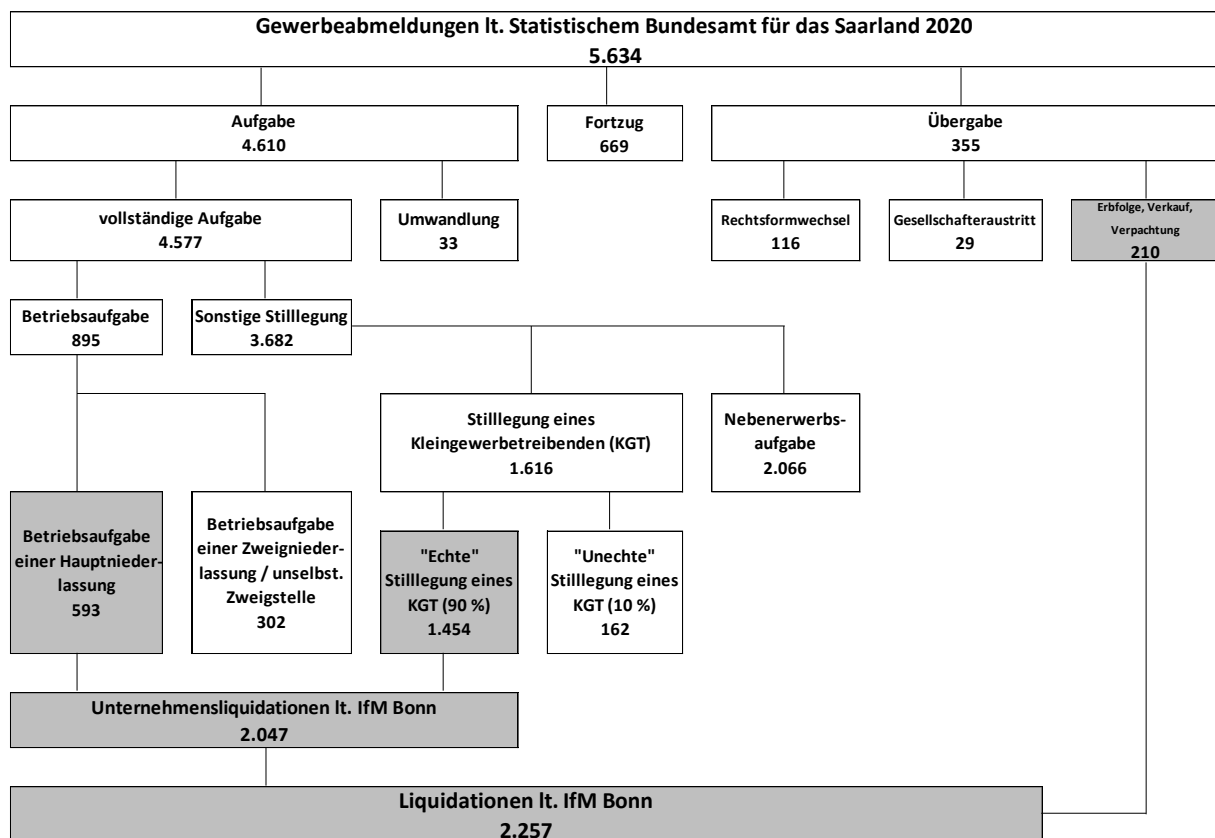 Gewerbeabmeldungen lt. Statistischem Bundesamt für das Saarland 2020
5.634
Aufgabe
4.610
Fortzug
669
Übergabe
355
vollständige Aufgabe
4.577
Umwandlung
33
Rechtsformwechsel
116
Gesellschafteraustritt
29
Erbfolge, Verkauf,
Verpachtung
210
Betriebsaufgabe
895
Sonstige Stilllegung
3.682
Stilllegung eines
Kleingewerbetreibenden (KGT)
1.616
Nebenerwerbs-
aufgabe
2.066
Betriebsaufgabe
einer Hauptnieder-
lassung
593
Betriebsaufgabe
einer Zweignieder-
lassung / unselbst.
Zweigstelle
302
"Echte"
Stilllegung eines
KGT (90 %)
1.454
"Unechte"
Stilllegung eines
KGT (10 %)
162
Unternehmensliquidationen lt. IfM Bonn
2.047
Liquidationen lt. IfM Bonn
2.257